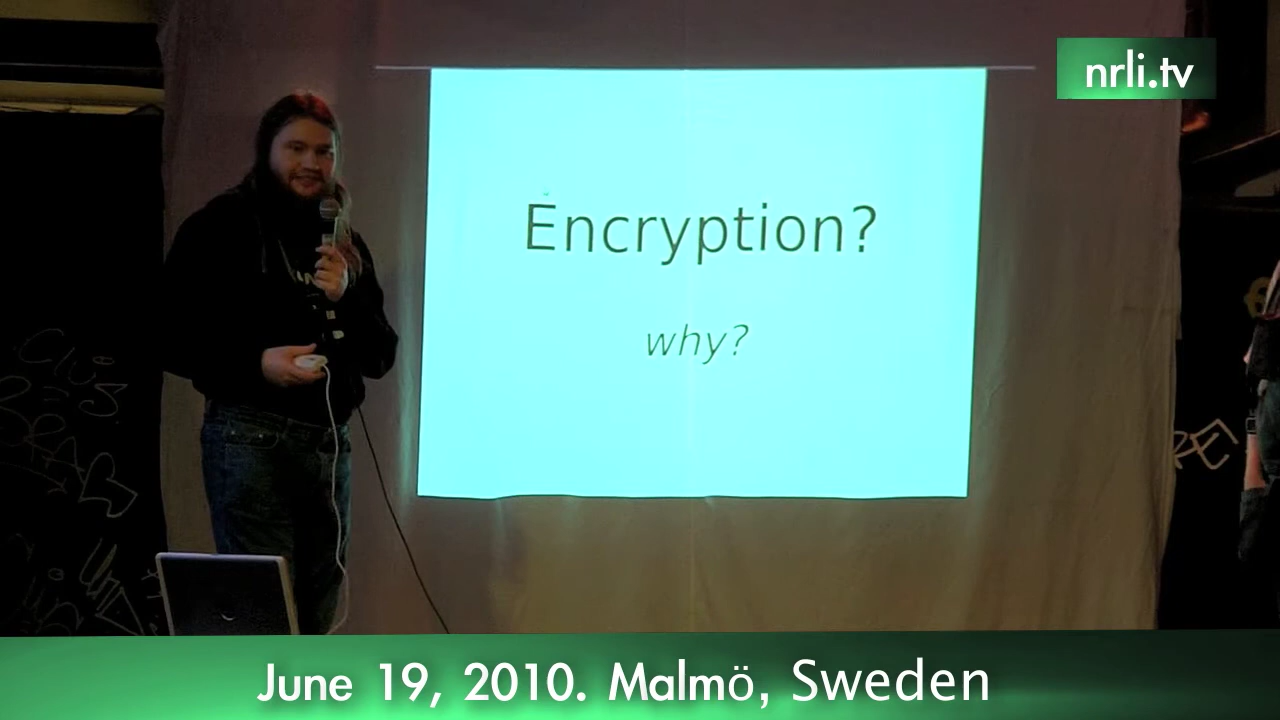 nrli.tv
Encryption?
why?
June 19, 2010. Malmö, Sweden